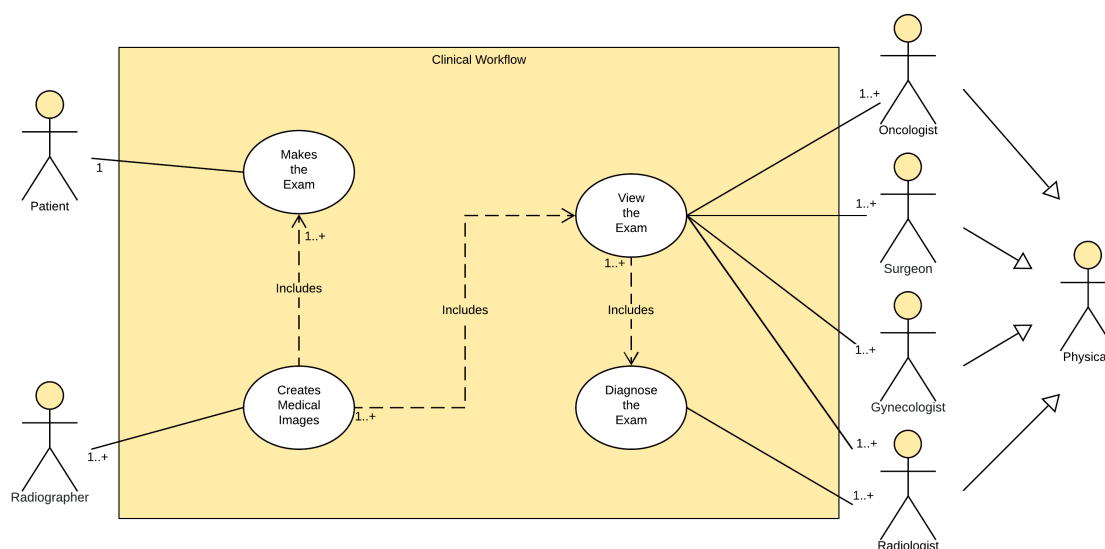 Clinical Workflow
1..+
Oncologist
Patient
1
Makes
the
Exam
1..+
View
the
Exam
1..+
1..+
Surgeon
Includes
Includes
Includes
Physica
1..+
Gynecologist
Creates
Medical
Images
1..+
Diagnose
the
Exam
1..+
Radiographer
1..+
1..+
Radiologist